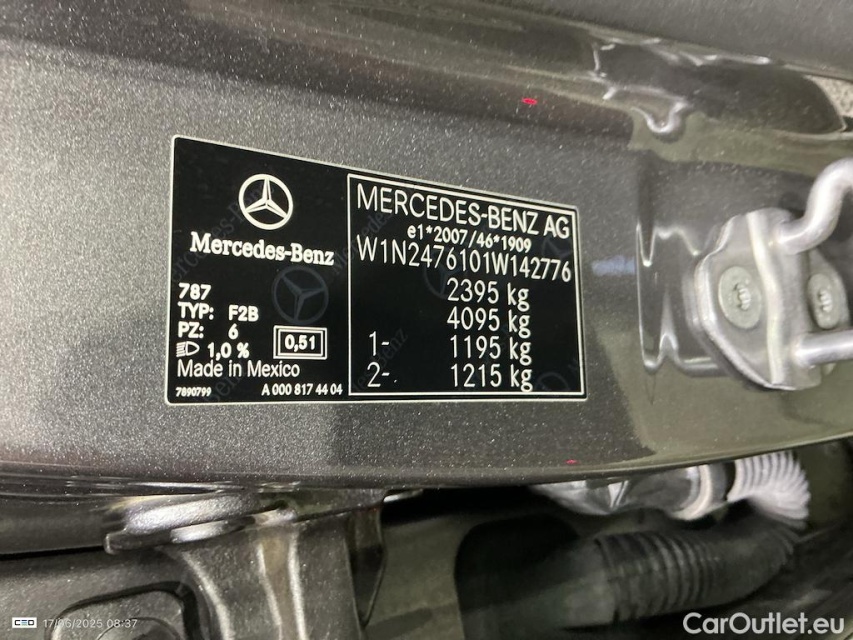 Mercedes-Benz
787
TYP: F2B
PZ: 6
1,0 %
0,51
Made in Mexico
7890799
A 000 817 44 04
MERCEDES-BENZ AG
e1*2007/46*1909
W1N2476101W142776
2395 kg
4095 kg
1- 1195 kg
2- 1215 kg
17/06/2025 08:37
CarOutlet.eu